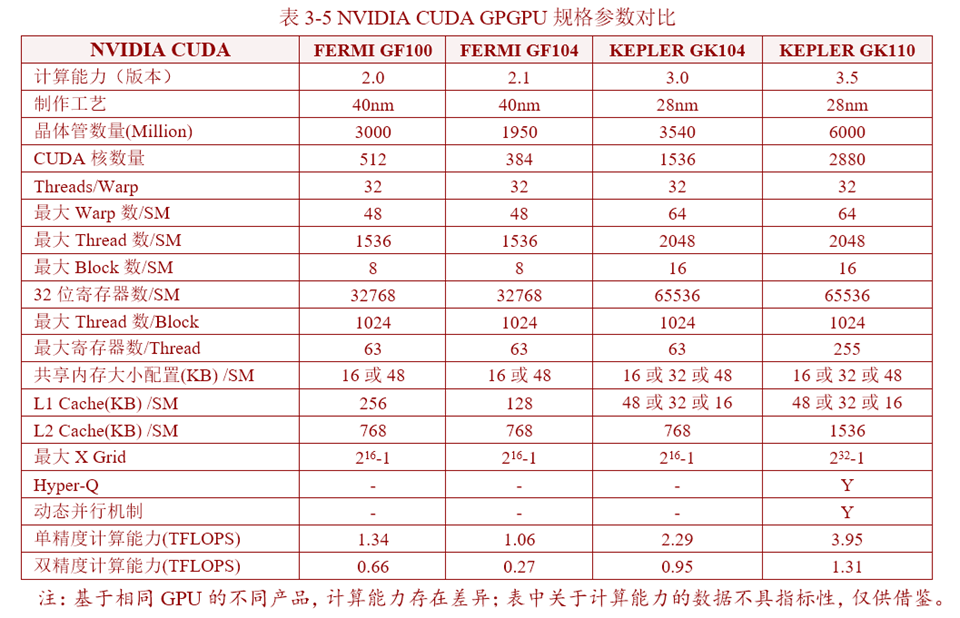 表 3-5 NVIDIA CUDA GPGPU 规格参数对比
NVIDIA CUDA FERMI GF100 FERMI GF104 KEPLER GK104 KEPLER GK110
计算能力（版本） 2.0 2.1 3.0 3.5
制作工艺 40nm 40nm 28nm 28nm
晶体管数量(Million) 3000 1950 3540 6000
CUDA 核数量 512 384 1536 2880
Threads/Warp 32 32 32 32
最大 Warp 数/SM 48 48 64 64
最大 Thread 数/SM 1536 1536 2048 2048
最大 Block 数/SM 8 8 16 16
32 位寄存器数/SM 32768 32768 65536 65536
最大 Thread 数/Block 1024 1024 1024 1024
最大寄存器数/Thread 63 63 63 255
共享内存大小配置(KB) /SM 16 或 48 16 或 48 16 或 32 或 48 16 或 32 或 48
L1 Cache(KB) /SM 256 128 48 或 32 或 16 48 或 32 或 16
L2 Cache(KB) /SM 768 768 768 1536
最大 X Grid 2¹⁶-1 2¹⁶-1 2¹⁶-1 2³²-1
Hyper-Q - - - Y
动态并行机制 - - - Y
单精度计算能力(TFLOPS) 1.34 1.06 2.29 3.95
双精度计算能力(TFLOPS) 0.66 0.27 0.95 1.31
注：基于相同 GPU 的不同产品，计算能力存在差异；表中关于计算能力的数据不具指标性，仅供借鉴。